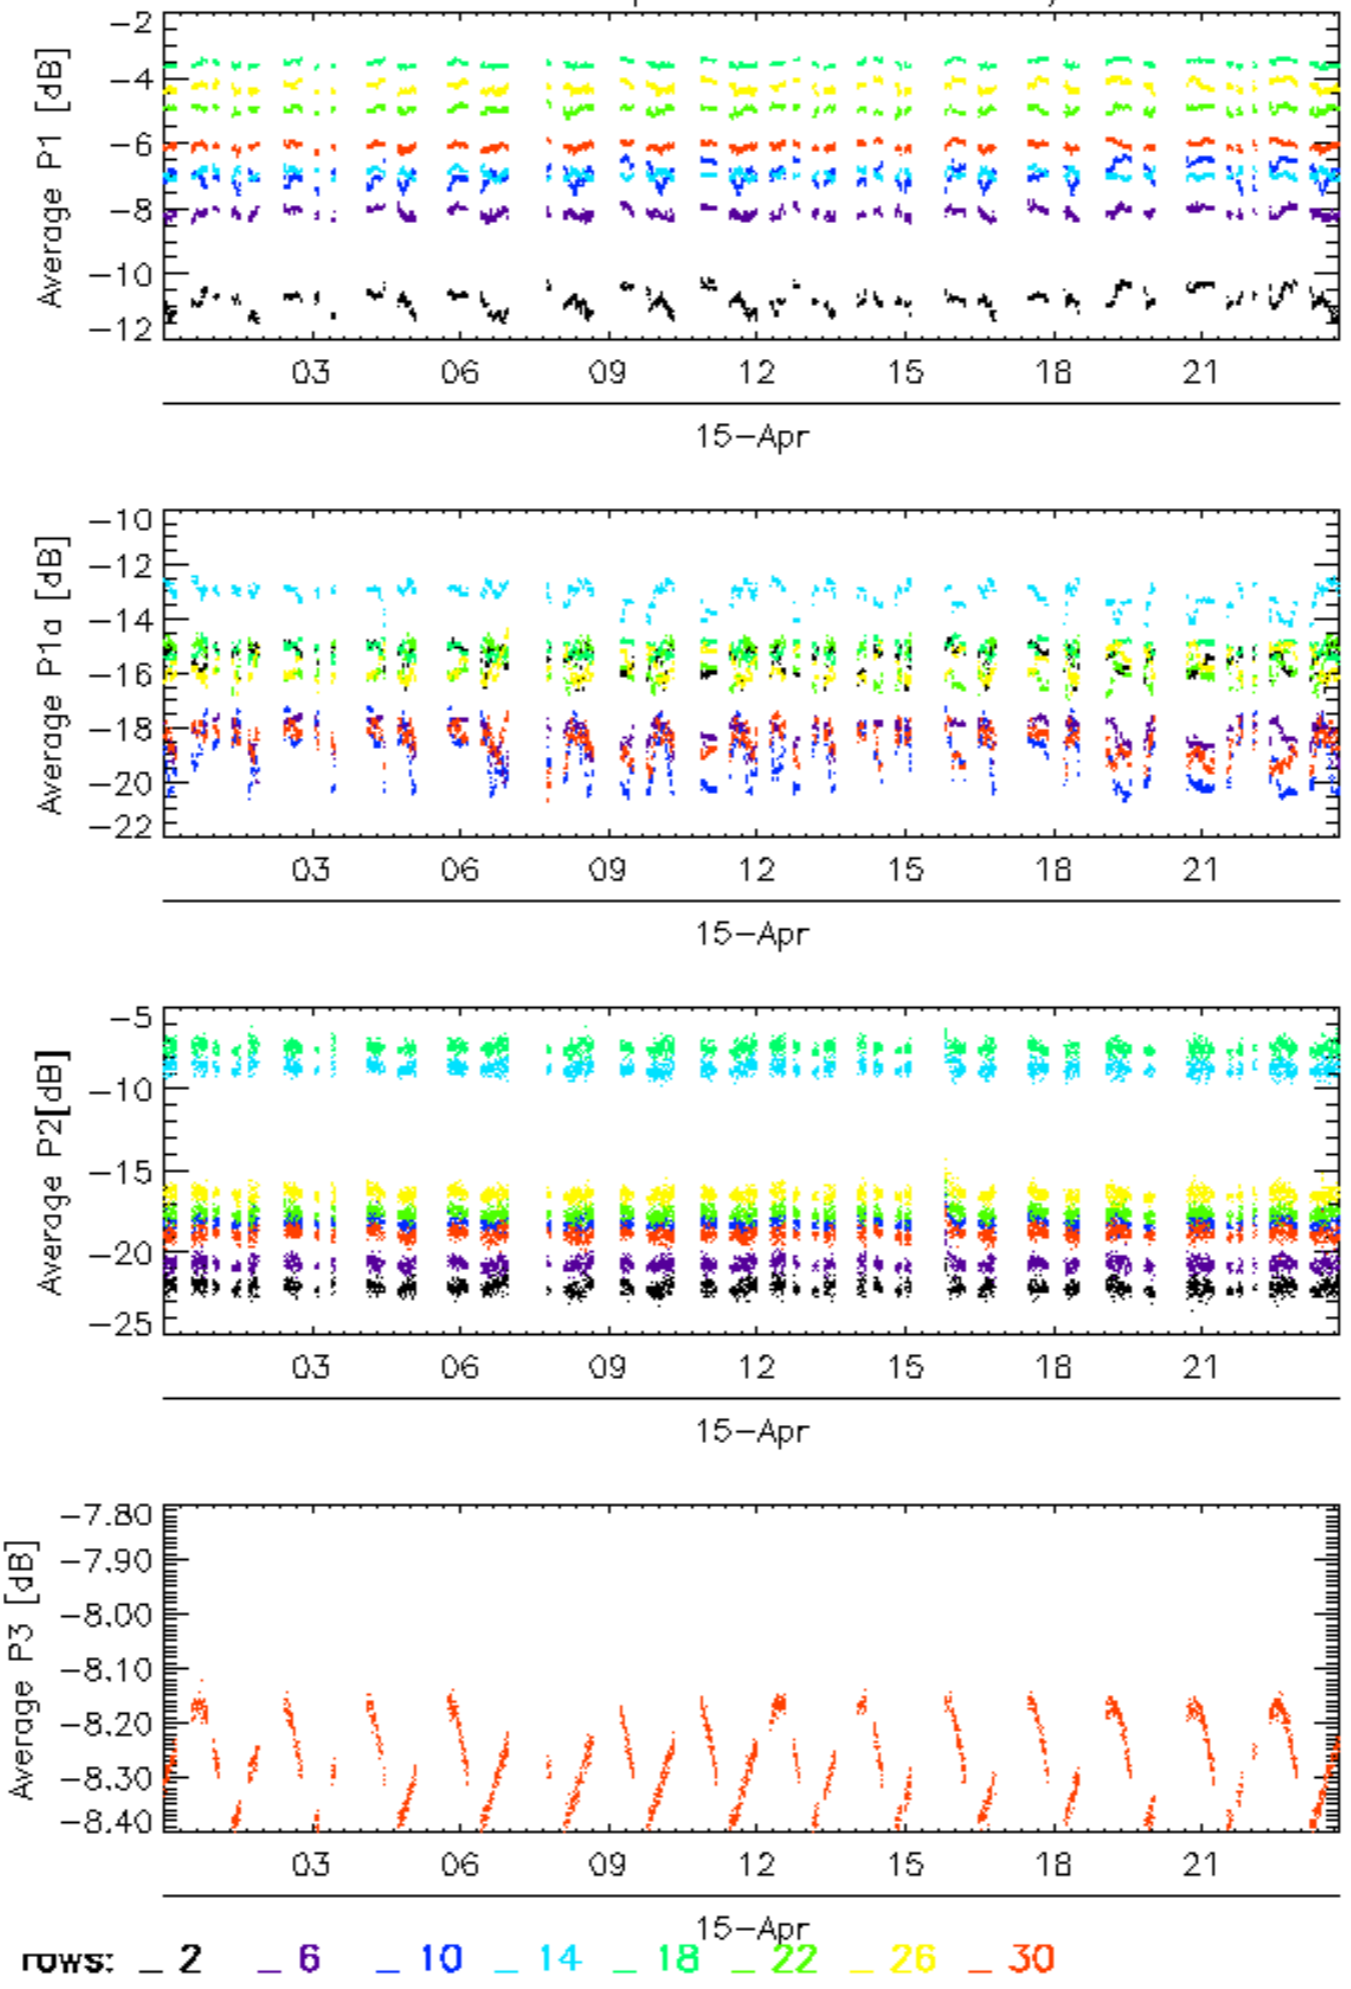 Average P1 [dB]
-2
-4
-6
-8
-10
-12
03 06 09 12 15 18 21
15-Apr
Average P1a [dB]
-10
-12
-14
-16
-18
-20
-22
03 06 09 12 15 18 21
15-Apr
Average P2[dB]
-5
-10
-15
-20
-25
03 06 09 12 15 18 21
15-Apr
Average P3 [dB]
-7.80
-7.90
-8.00
-8.10
-8.20
-8.30
-8.40
03 06 09 12 15 18 21
15-Apr
rows: _ 2 _ 6 _ 10 _ 14 _ 18 _ 22 _ 26 _ 30